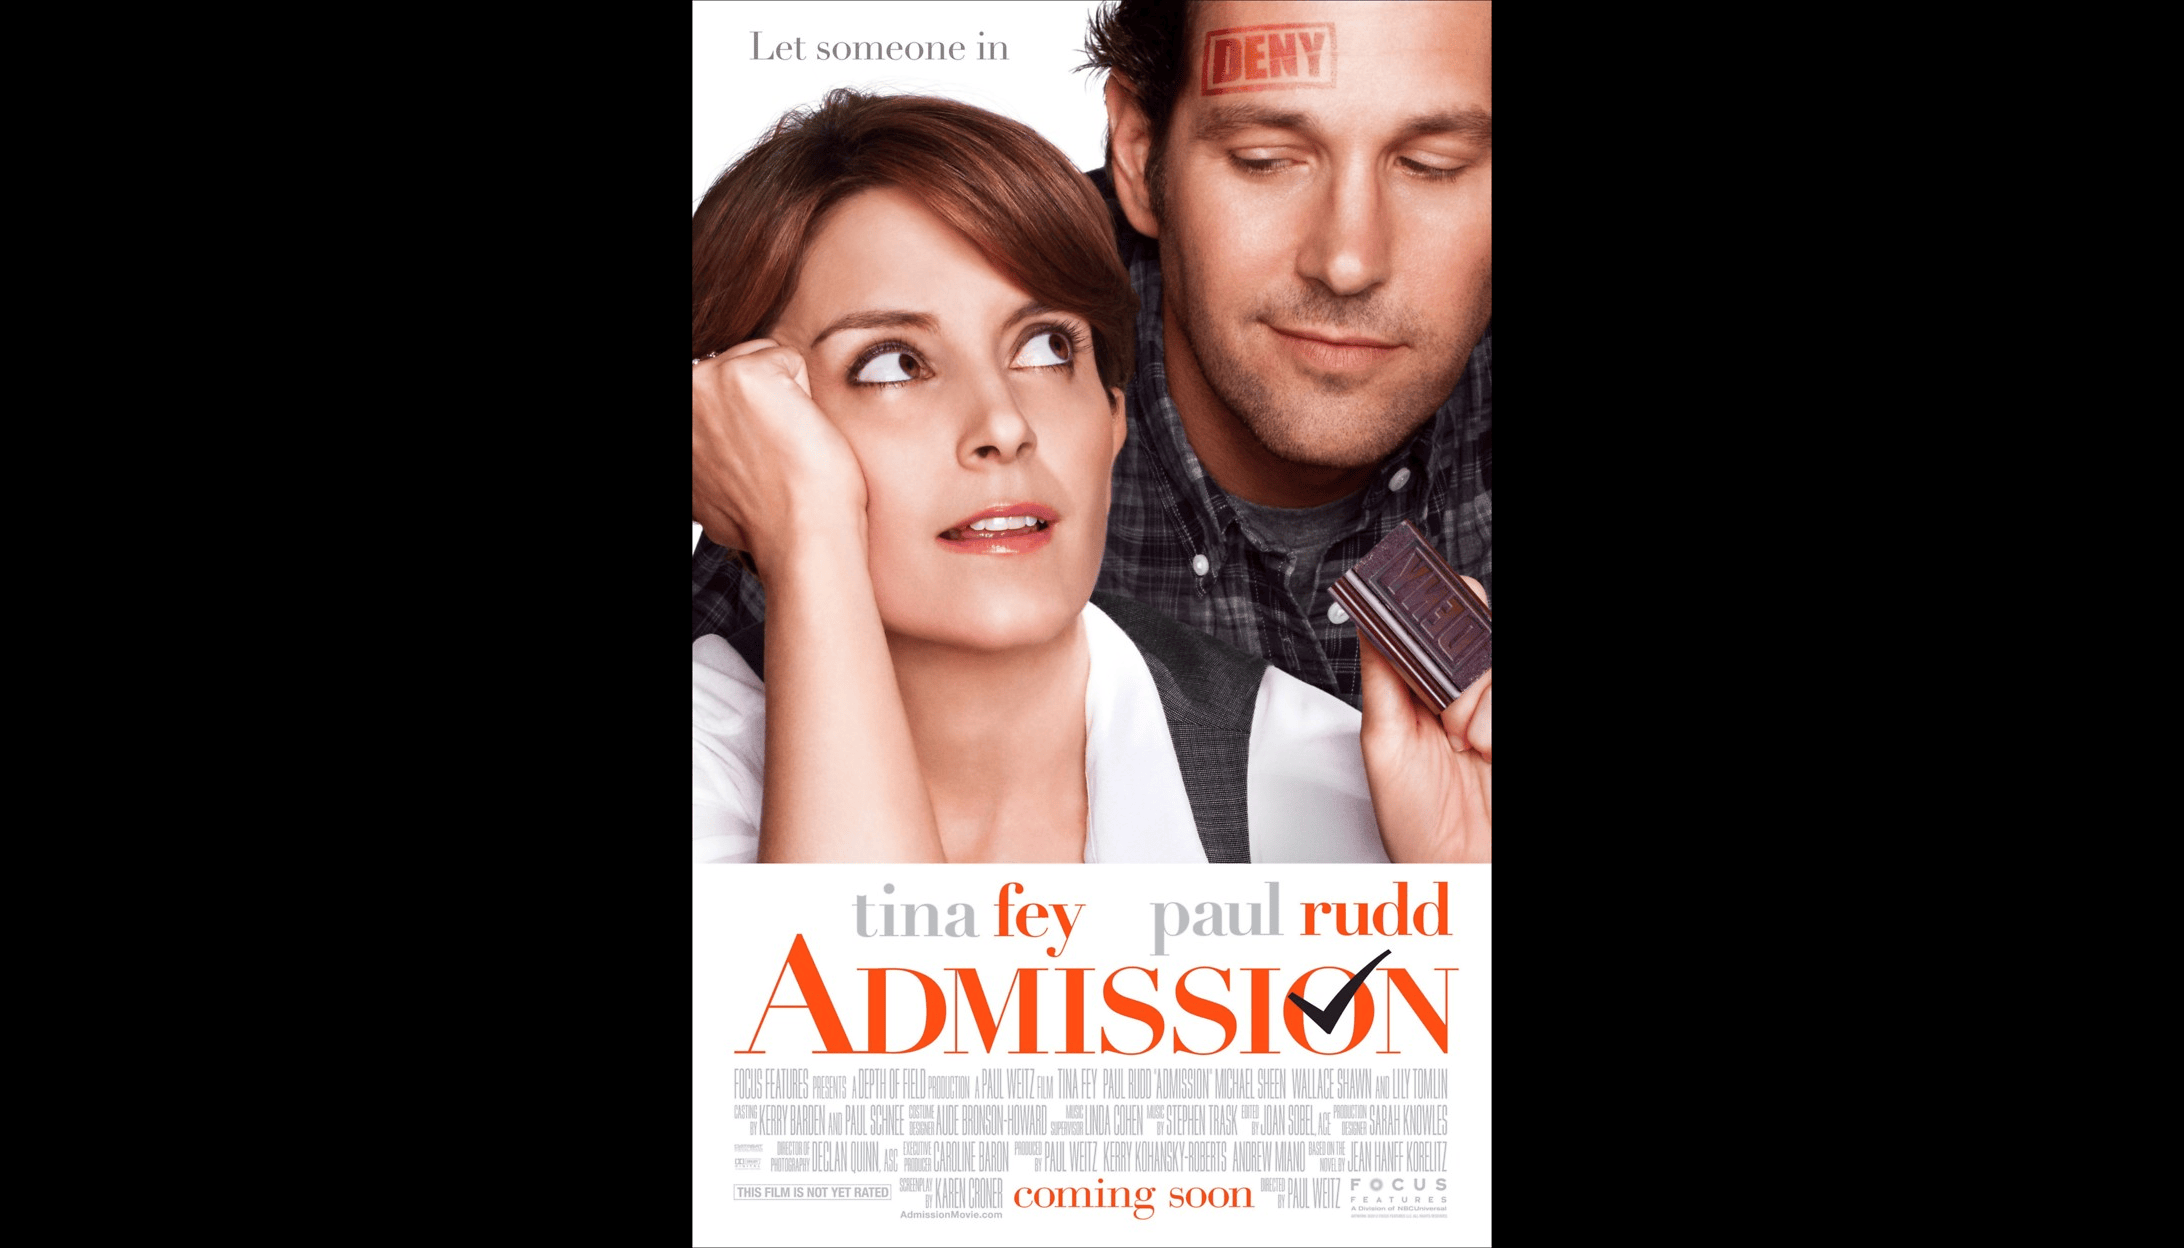 Let someone in
DENY
DENY
tina fey paul rudd
ADMISSION
FOCUS FEATURES PRESENTS A DEPTH OF FIELD PRODUCTION A PAUL WEITZ FILM TINA FEY PAUL RUDD "ADMISSION" MICHAEL SHEEN WALLACE SHAWN AND LILY TOMLIN
CASTING BY KERRY BARDEN AND PAUL SCHNEE COSTUME DESIGNER AUDE BRONSON-HOWARD MUSIC SUPERVISOR LINDA COHEN MUSIC BY STEPHEN TRASK EDITED BY JOAN SOBEL, ACE PRODUCTION DESIGNER SARAH KNOWLES
DIRECTOR OF PHOTOGRAPHY DECLAN QUINN, ASC EXECUTIVE PRODUCER CAROLINE BARON PRODUCED BY PAUL WEITZ KERRY KOHANSKY-ROBERTS ANDREW MIANO BASED ON THE NOVEL BY JEAN HANFF KORELITZ
THIS FILM IS NOT YET RATED SCREENPLAY BY KAREN CRONER coming soon DIRECTED BY PAUL WEITZ FOCUS
FEATURES
A Division of NBCUniversal
AdmissionMovie.com